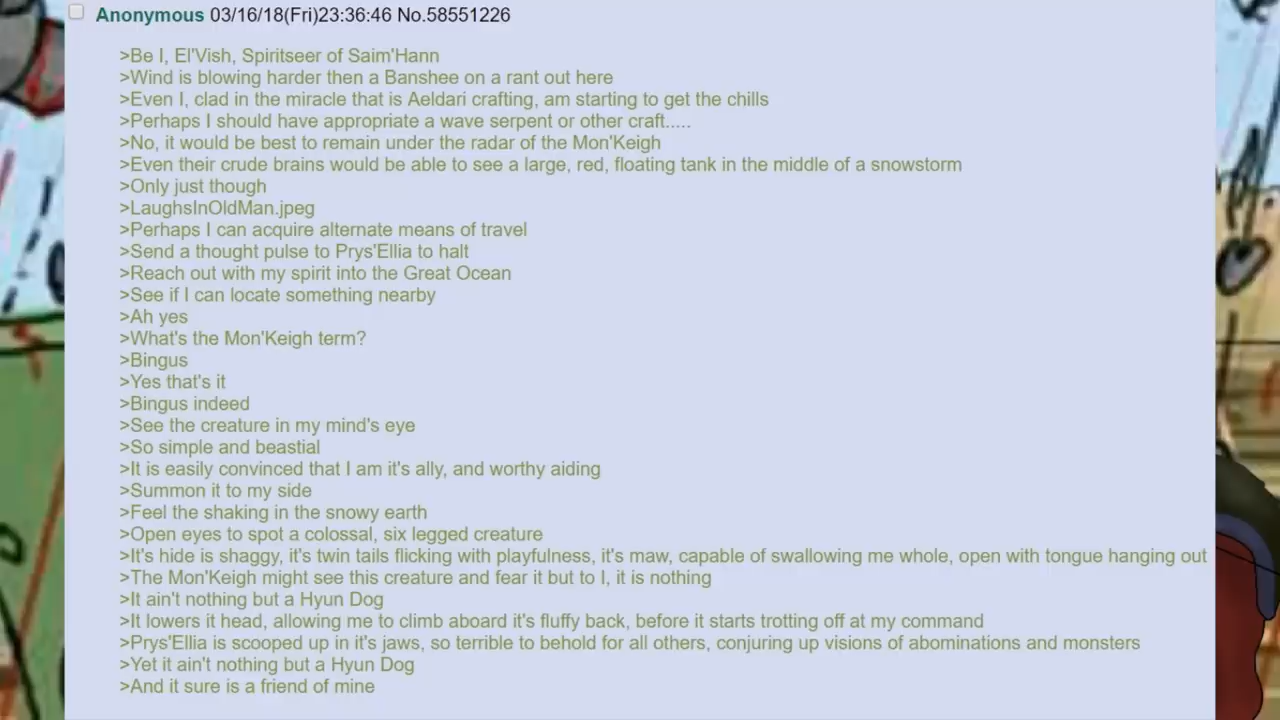 Anonymous 03/16/18(Fri)23:36:46 No.58551226
>Be I, El'Vish, Spiritseer of Saim'Hann
>Wind is blowing harder then a Banshee on a rant out here
>Even I, clad in the miracle that is Aeldari crafting, am starting to get the chills
>Perhaps I should have appropriate a wave serpent or other craft.....
>No, it would be best to remain under the radar of the Mon'Keigh
>Even their crude brains would be able to see a large, red, floating tank in the middle of a snowstorm
>Only just though
>LaughsInOldMan.jpeg
>Perhaps I can acquire alternate means of travel
>Send a thought pulse to Prys'Ellia to halt
>Reach out with my spirit into the Great Ocean
>See if I can locate something nearby
>Ah yes
>What's the Mon'Keigh term?
>Bingus
>Yes that's it
>Bingus indeed
>See the creature in my mind's eye
>So simple and beastial
>It is easily convinced that I am it's ally, and worthy aiding
>Summon it to my side
>Feel the shaking in the snowy earth
>Open eyes to spot a colossal, six legged creature
>It's hide is shaggy, it's twin tails flicking with playfulness, it's maw, capable of swallowing me whole, open with tongue hanging out
>The Mon'Keigh might see this creature and fear it but to I, it is nothing
>It ain't nothing but a Hyun Dog
>It lowers it head, allowing me to climb aboard it's fluffy back, before it starts trotting off at my command
>Prys'Ellia is scooped up in it's jaws, so terrible to behold for all others, conjuring up visions of abominations and monsters
>Yet it ain't nothing but a Hyun Dog
>And it sure is a friend of mine